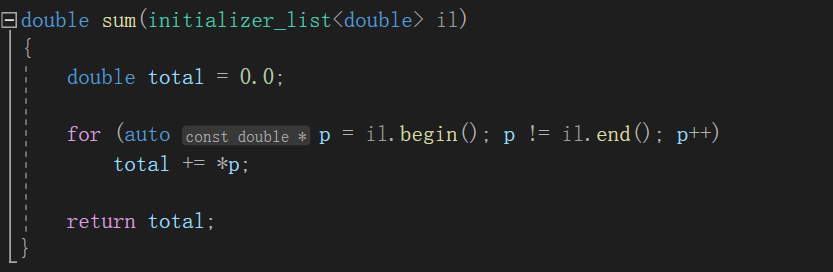 double sum(initializer_list<double> il)
{
double total = 0.0;
for (auto const double * p = il.begin(); p != il.end(); p++)
total += *p;
return total;
}